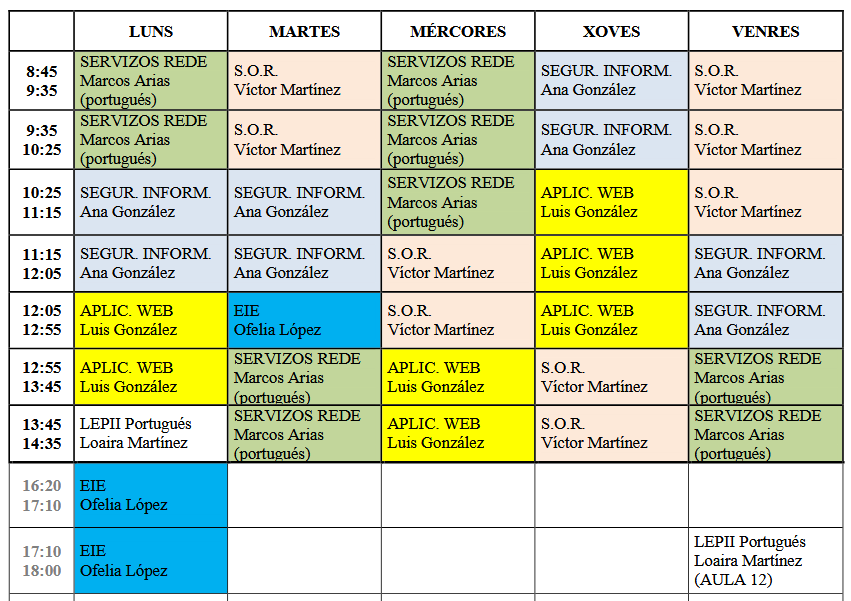 LUNS MARTES MÉRCORES XOVES VENRES
8:45
9:35
SERVIZOS REDE
Marcos Arias
(portugués)
S.O.R.
Víctor Martínez
SERVIZOS REDE
Marcos Arias
(portugués)
SEGUR. INFORM.
Ana González
S.O.R.
Víctor Martínez
9:35
10:25
SERVIZOS REDE
Marcos Arias
(portugués)
S.O.R.
Víctor Martínez
SERVIZOS REDE
Marcos Arias
(portugués)
SEGUR. INFORM.
Ana González
S.O.R.
Víctor Martínez
10:25
11:15
SEGUR. INFORM.
Ana González
SEGUR. INFORM.
Ana González
SERVIZOS REDE
Marcos Arias
(portugués)
APLIC. WEB
Luis González
S.O.R.
Víctor Martínez
11:15
12:05
SEGUR. INFORM.
Ana González
SEGUR. INFORM.
Ana González
S.O.R.
Víctor Martínez
APLIC. WEB
Luis González
SEGUR. INFORM.
Ana González
12:05
12:55
APLIC. WEB
Luis González
EIE
Ofelia López
S.O.R.
Víctor Martínez
APLIC. WEB
Luis González
SEGUR. INFORM.
Ana González
12:55
13:45
APLIC. WEB
Luis González
SERVIZOS REDE
Marcos Arias
(portugués)
APLIC. WEB
Luis González
S.O.R.
Víctor Martínez
SERVIZOS REDE
Marcos Arias
(portugués)
13:45
14:35
LEPII Portugués
Loaira Martínez
SERVIZOS REDE
Marcos Arias
(portugués)
APLIC. WEB
Luis González
S.O.R.
Víctor Martínez
SERVIZOS REDE
Marcos Arias
(portugués)
16:20
17:10
EIE
Ofelia López
17:10
18:00
EIE
Ofelia López
LEPII Portugués
Loaira Martínez
(AULA 12)